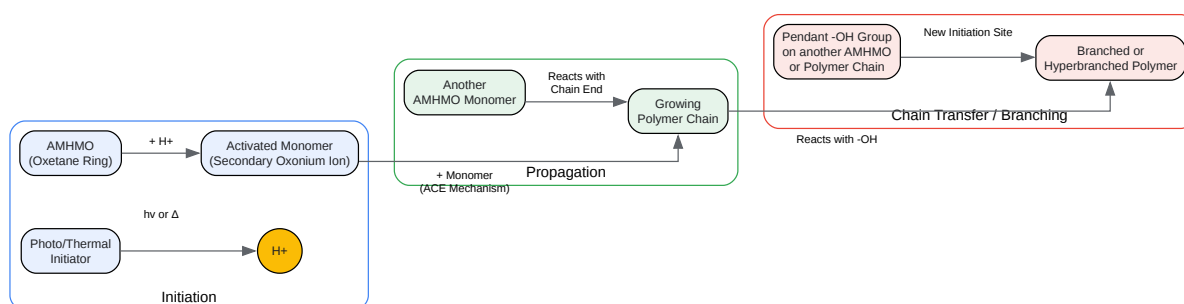 AMHMO
(Oxetane Ring)
+ H+
Activated Monomer
(Secondary Oxonium Ion)
hν or Δ
Photo/Thermal
Initiator
H+
Initiation
Another
AMHMO Monomer
Reacts with
Chain End
Growing
Polymer Chain
+ Monomer
(ACE Mechanism)
Propagation
Pendant -OH Group
on another AMHMO
or Polymer Chain
New Initiation Site
Branched or
Hyperbranched Polymer
Chain Transfer / Branching
Reacts with -OH